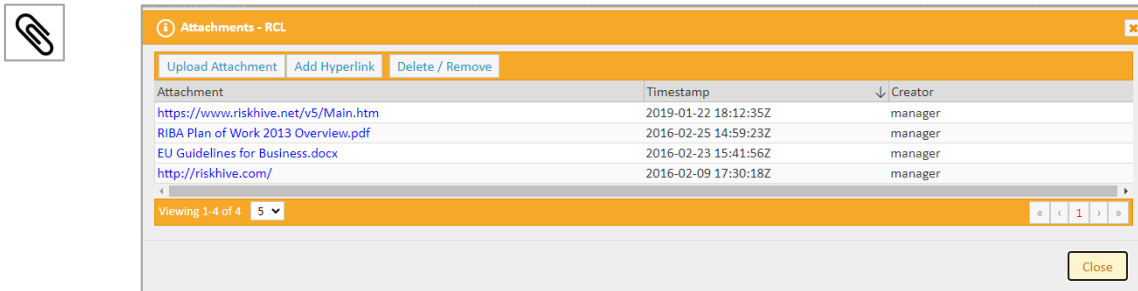 Attachments - RCL
Upload Attachment Add Hyperlink Delete / Remove
Attachment Timestamp Creator
https://www.riskhive.net/v5/Main.htm 2019-01-22 18:12:35Z manager
RIBA Plan of Work 2013 Overview.pdf 2016-02-25 14:59:23Z manager
EU Guidelines for Business.docx 2016-02-23 15:41:56Z manager
http://riskhive.com/ 2016-02-09 17:30:18Z manager
Viewing 1-4 of 4 5 « ‹ 1 › »
Close